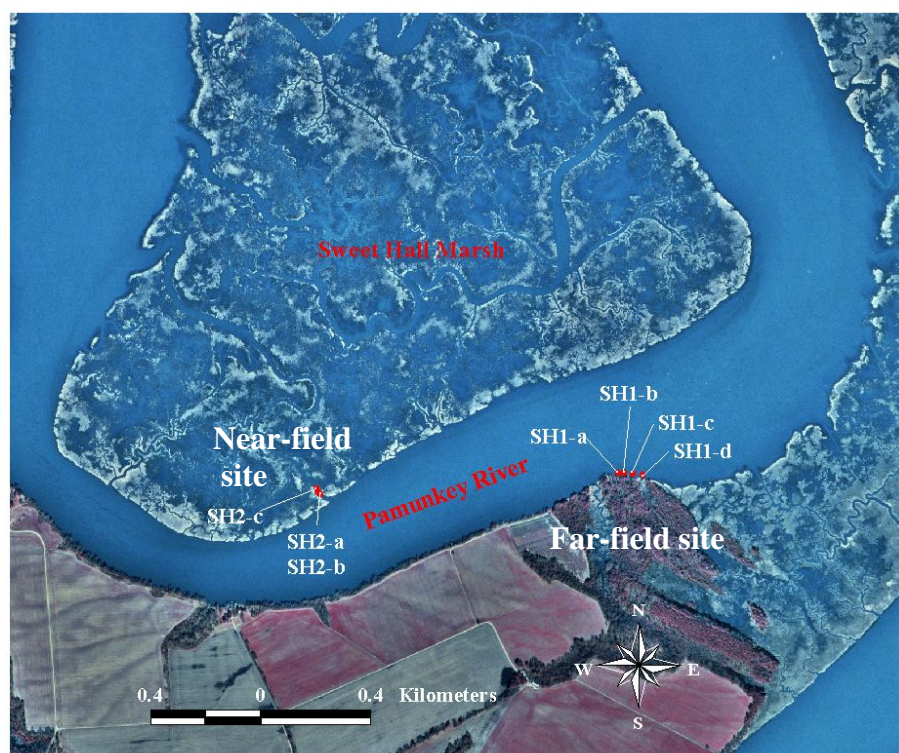 Sweet Hall Marsh
SH1-b
SH1-c
SH1-a
SH1-d
Near-field
site
SH2-c
Pamunkey River
SH2-a
SH2-b
Far-field site
N
W
E
S
0.4
0
0.4
Kilometers